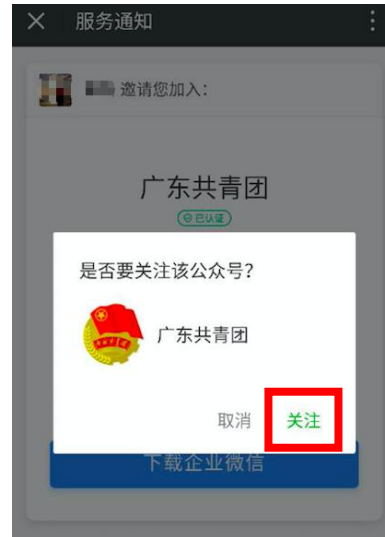 服务通知
邀请您加入：
广东共青团
已认证
是否要关注该公众号？
广东共青团
取消 关注
下载企业微信